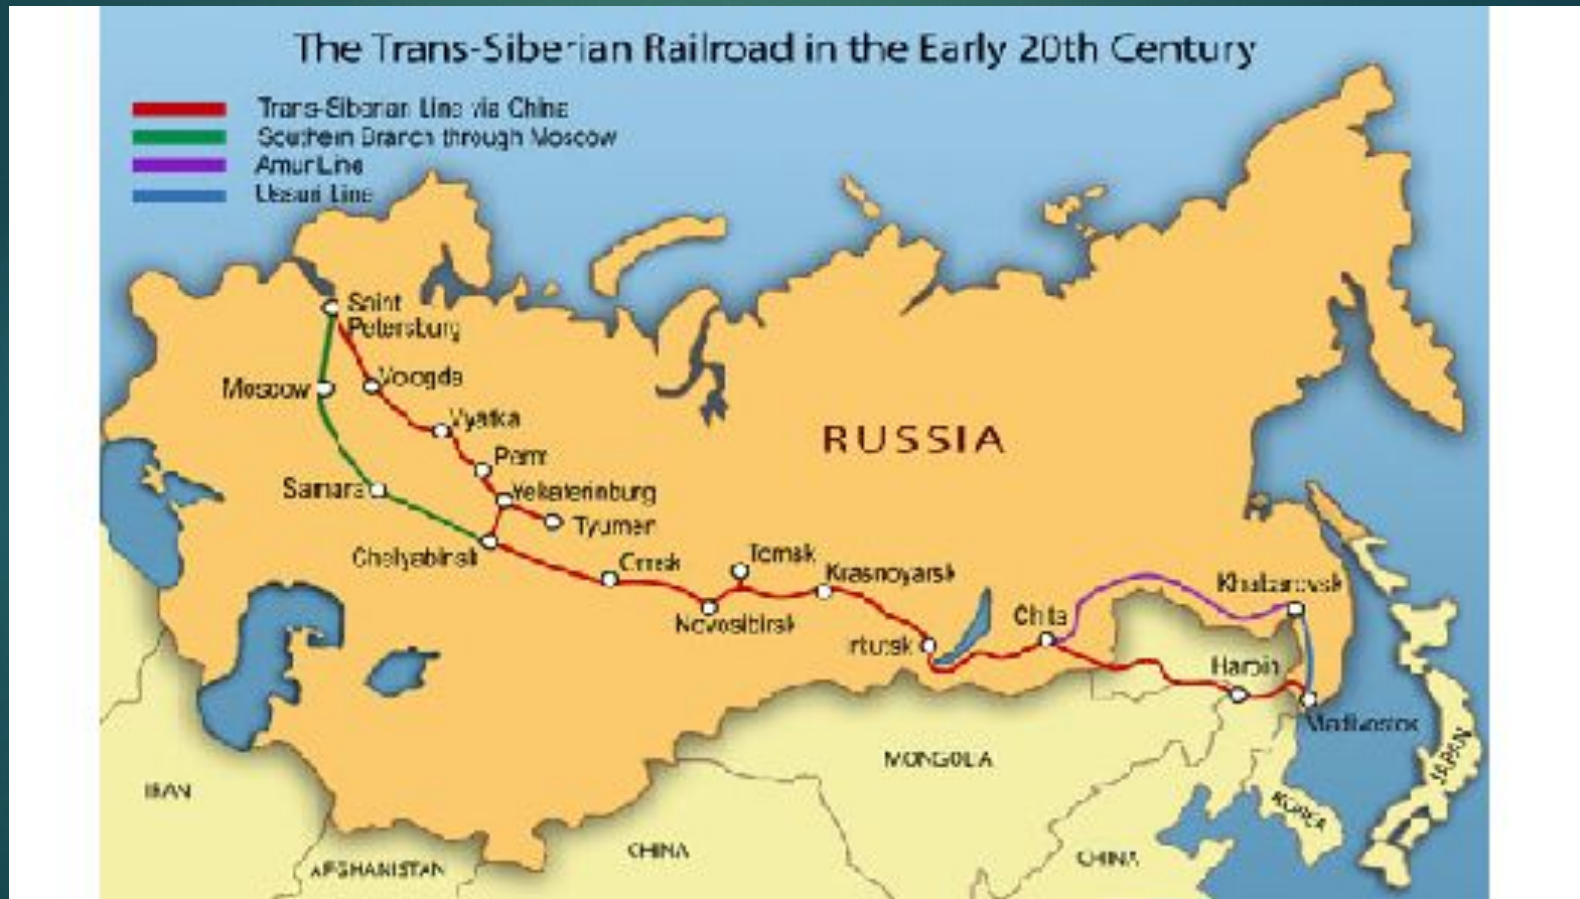 The Trans-Siberian Railroad in the Early 20th Century
Trans-Siberian Line via China
Southern Branch through Moscow
Amur Line
Ussuri Line
Saint
Petersburg
Moscow
Vologda
Vyatka
Perm
RUSSIA
Samara
Yekaterinburg
Tyumen
Chelyabinsk
Omsk
Tomsk
Krasnoyarsk
Novosibirsk
Irkutsk
Chita
Khabarovsk
Harbin
Vladivostok
MONGOLIA
JAPAN
IRAN
KOREA
AFGHANISTAN
CHINA
CHINA